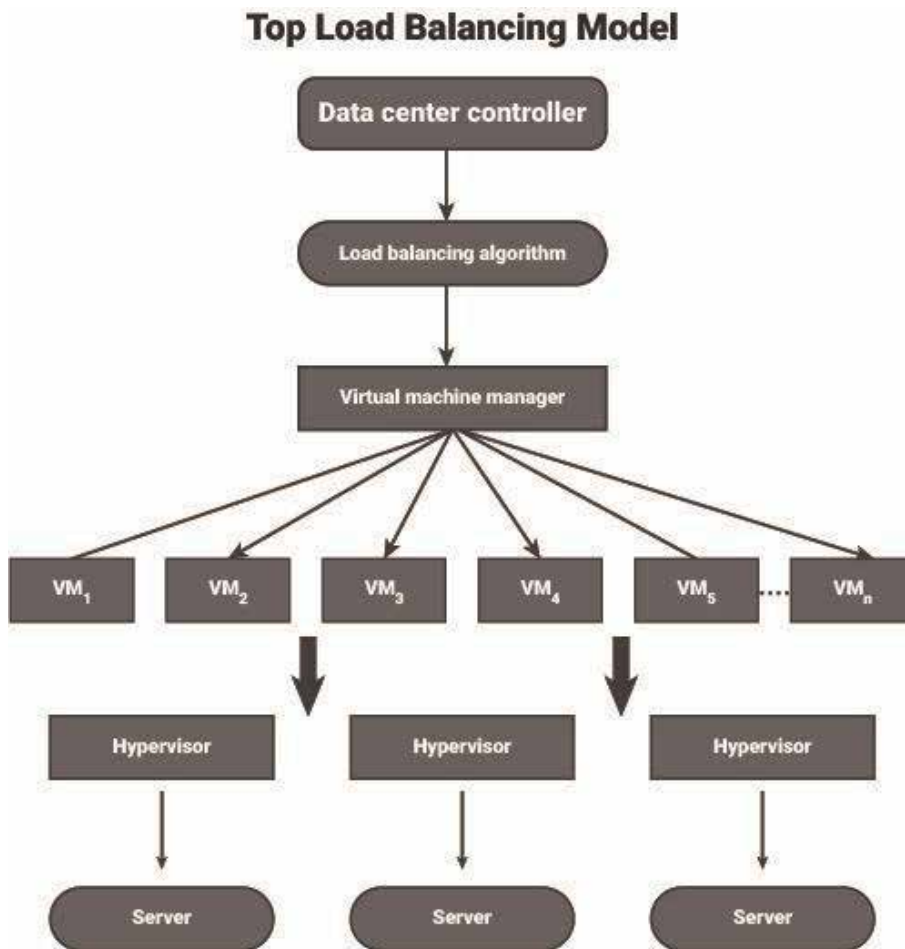 Top Load Balancing Model
Data center controller
Load balancing algorithm
Virtual machine manager
VM1
VM2
VM3
VM4
VM5
VMn
Hypervisor
Hypervisor
Hypervisor
Server
Server
Server